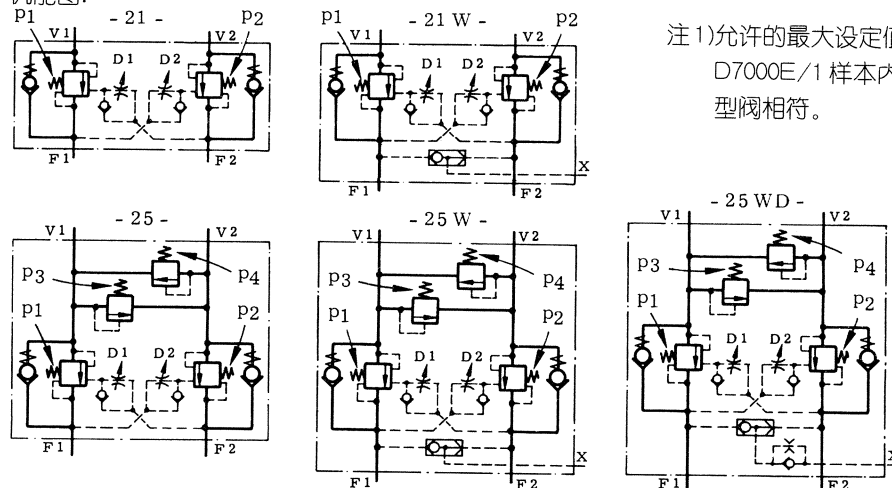 - 21 -
p1
p2
V1
V2
D1
D2
F1
F2
- 21 W -
p1
p2
V1
V2
D1
D2
X
F1
F2
注1)允许的最大设定值
D7000E/1样本内
型阀相符。
- 25 -
V1
V2
p3
p4
p1
p2
D1
D2
F1
F2
- 25 W -
V1
V2
p3
p4
p1
p2
D1
D2
X
F1
F2
- 25 WD -
V1
V2
p3
p4
p1
p2
D1
D2
X
F1
F2